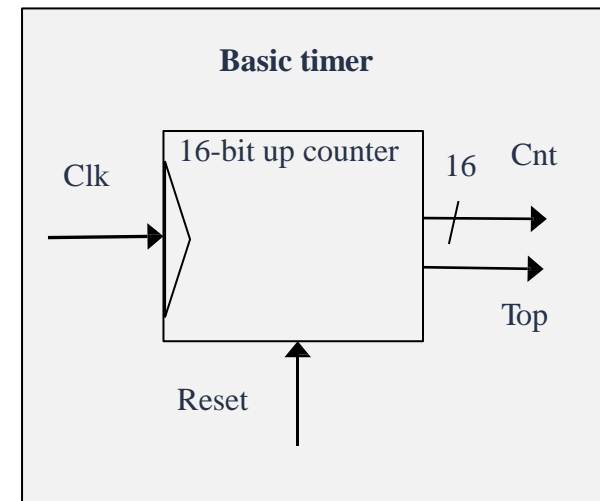 Basic timer
16-bit up counter
Clk
16
Cnt
Top
Reset